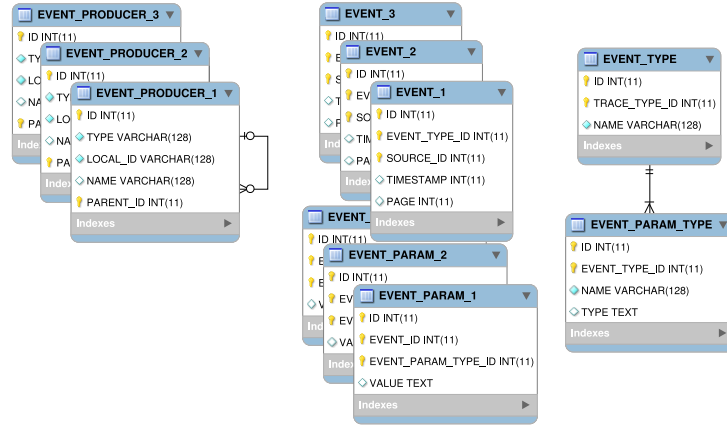 EVENT_PRODUCER_3
ID INT(11)
EVENT_PRODUCER_2
ID INT(11)
EVENT_PRODUCER_1
ID INT(11)
TYPE VARCHAR(128)
LOCAL_ID VARCHAR(128)
NAME VARCHAR(128)
PARENT_ID INT(11)
Indexes
EVENT_3
ID INT(11)
EVENT_2
ID INT(11)
EVENT_1
ID INT(11)
EVENT_TYPE_ID INT(11)
SOURCE_ID INT(11)
TIMESTAMP INT(11)
PAGE INT(11)
Indexes
EVENT_
ID INT(11)
EVENT_PARAM_2
ID INT(11)
EVENT_PARAM_1
ID INT(11)
EVENT_ID INT(11)
EVENT_PARAM_TYPE_ID INT(11)
VALUE TEXT
Indexes
EVENT_TYPE
ID INT(11)
TRACE_TYPE_ID INT(11)
NAME VARCHAR(128)
Indexes
EVENT_PARAM_TYPE
ID INT(11)
EVENT_TYPE_ID INT(11)
NAME VARCHAR(128)
TYPE TEXT
Indexes